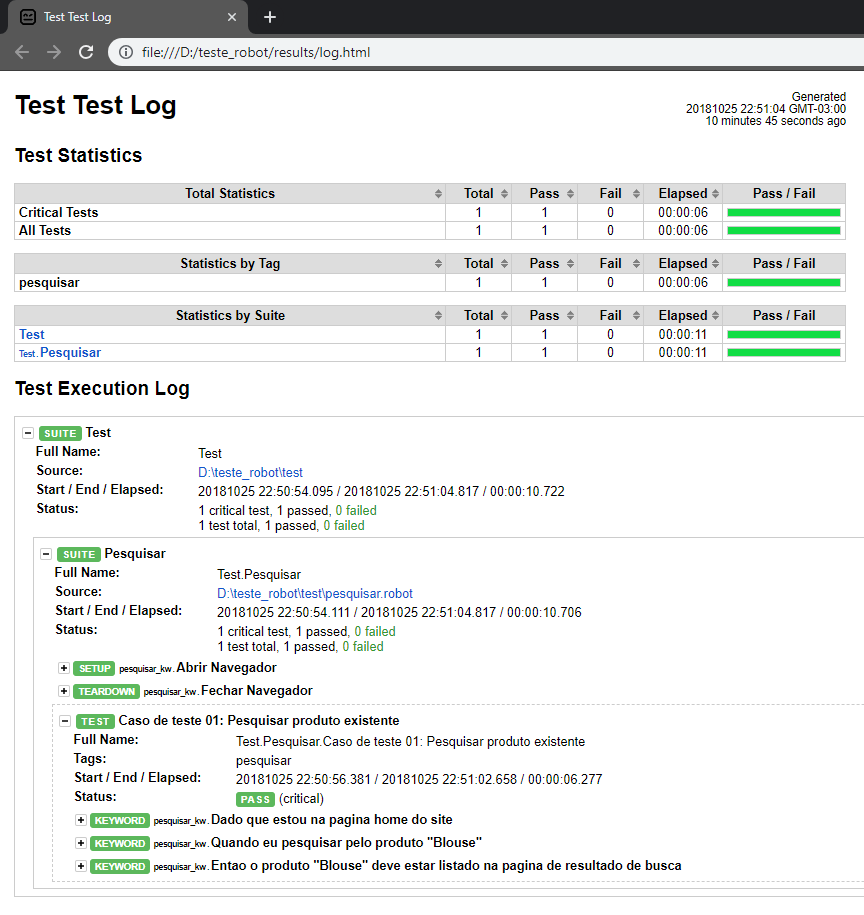 Test Test Log
file:///D:/teste_robot/results/log.html
Test Test Log
Generated
20181025 22:51:04 GMT-03:00
10 minutes 45 seconds ago
Test Statistics
Total Statistics Total Pass Fail Elapsed Pass / Fail
Critical Tests 1 1 0 00:00:06
All Tests 1 1 0 00:00:06
Statistics by Tag Total Pass Fail Elapsed Pass / Fail
pesquisar 1 1 0 00:00:06
Statistics by Suite Total Pass Fail Elapsed Pass / Fail
Test 1 1 0 00:00:11
Test.Pesquisar 1 1 0 00:00:11
Test Execution Log
SUITE Test
Full Name: Test
Source: D:\teste_robot\test
Start / End / Elapsed: 20181025 22:50:54.095 / 20181025 22:51:04.817 / 00:00:10.722
Status: 1 critical test, 1 passed, 0 failed
1 test total, 1 passed, 0 failed
SUITE Pesquisar
Full Name: Test.Pesquisar
Source: D:\teste_robot\test\pesquisar.robot
Start / End / Elapsed: 20181025 22:50:54.111 / 20181025 22:51:04.817 / 00:00:10.706
Status: 1 critical test, 1 passed, 0 failed
1 test total, 1 passed, 0 failed
SETUP pesquisar_kw.Abrir Navegador
TEARDOWN pesquisar_kw.Fechar Navegador
TEST Caso de teste 01: Pesquisar produto existente
Full Name: Test.Pesquisar.Caso de teste 01: Pesquisar produto existente
Tags: pesquisar
Start / End / Elapsed: 20181025 22:50:56.381 / 20181025 22:51:02.658 / 00:00:06.277
Status: PASS (critical)
KEYWORD pesquisar_kw.Dado que estou na pagina home do site
KEYWORD pesquisar_kw.Quando eu pesquisar pelo produto "Blouse"
KEYWORD pesquisar_kw.Entao o produto "Blouse" deve estar listado na pagina de resultado de busca